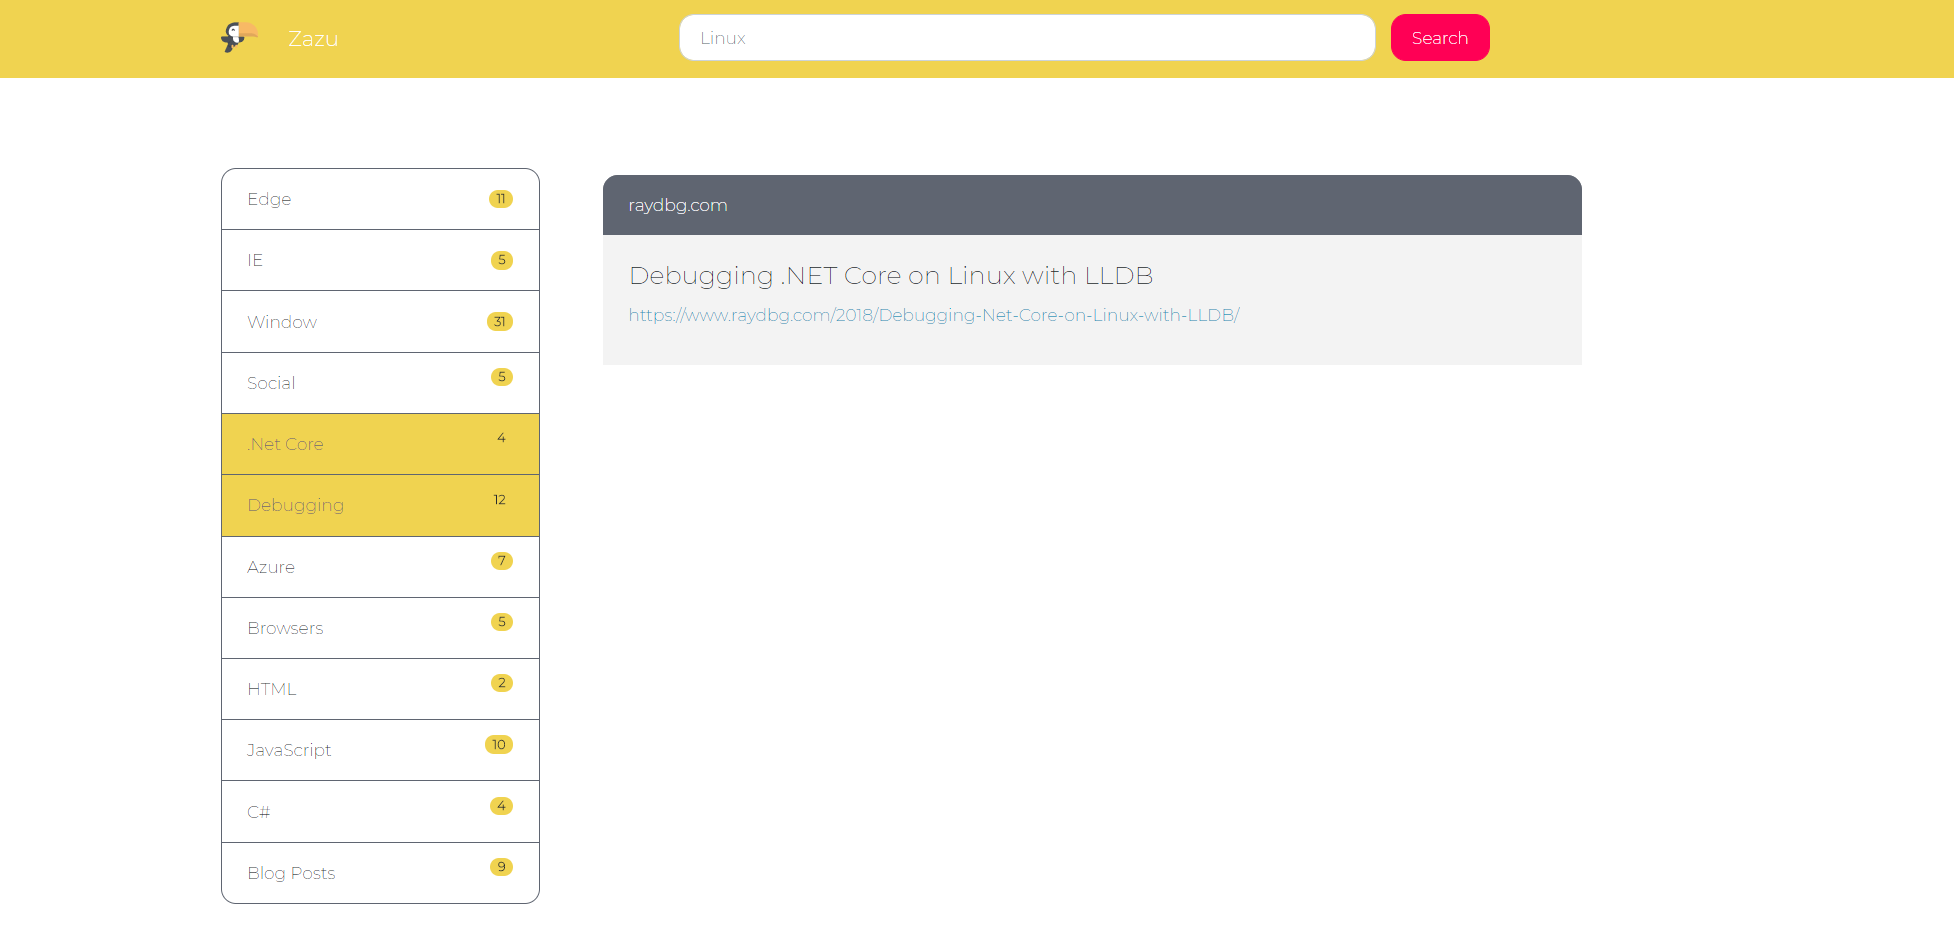 Zazu
Linux
Search
Edge 11
IE 5
Window 31
Social 5
.Net Core 4
Debugging 12
Azure 7
Browsers 5
HTML 2
JavaScript 10
C# 4
Blog Posts 9
raydbg.com
Debugging .NET Core on Linux with LLDB
https://www.raydbg.com/2018/Debugging-Net-Core-on-Linux-with-LLDB/